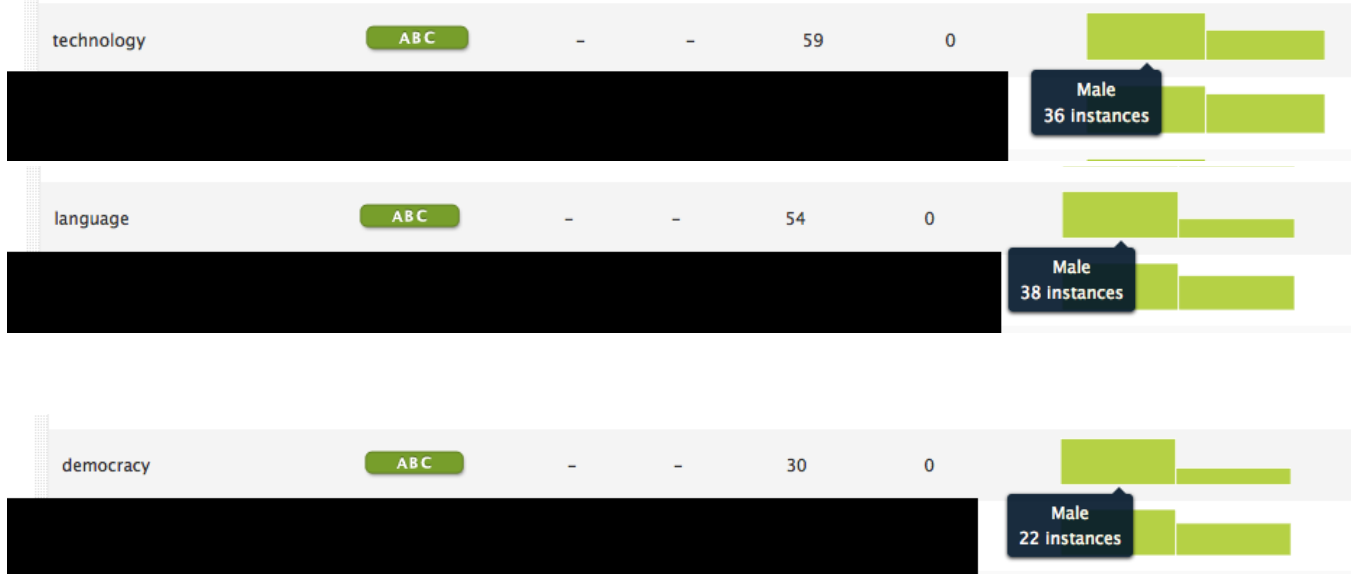 technology ABC – – 59 0
Male
36 instances
language ABC – – 54 0
Male
38 instances
democracy ABC – – 30 0
Male
22 instances